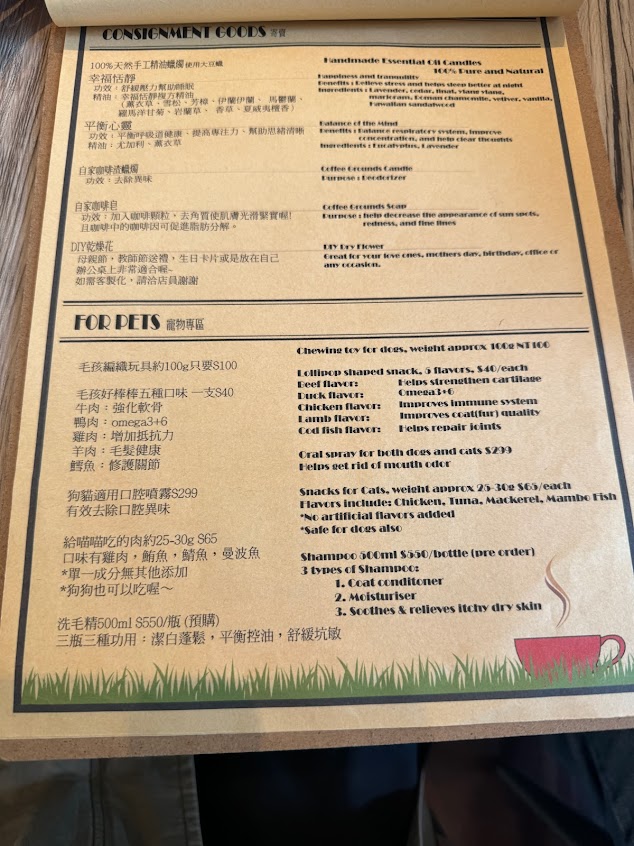 CONSIGNMENT GOODS 寄賣
100%天然手工精油蠟燭 使用大豆蠟
幸福恬靜
功效：舒緩壓力幫助睡眠
精油：幸福恬靜複方精油
（薰衣草、雪松、芳樟、伊蘭伊蘭、 馬鬱蘭、
羅馬洋甘菊、岩蘭草、 香草、夏威夷檀香）
平衡心靈
功效：平衡呼吸道健康、提高專注力、幫助思緒清晰
精油：尤加利、薰衣草
自家咖啡渣蠟燭
功效：去除異味
自家咖啡皂
功效：加入咖啡顆粒，去角質使肌膚光滑緊實喔!
且咖啡中的咖啡因可促進脂肪分解。
DIY乾燥花
母親節，教師節送禮，生日卡片或是放在自己
辦公桌上非常適合喔~
如需客製化，請洽店員謝謝
Handmade Essential Oil Candles
100% Pure and Natural
Happiness and tranquility
Benefits : Relieve stress and helps sleep better at night
Ingredients : Lavender, cedar, linal, ylang ylang,
marjoram, Roman chamomile, vetiver, vanilla,
Hawaiian sandalwood
Balance of the Mind
Benefits : Balance respiratory system, improve
concentration, and help clear thoughts
Ingredients : Eucalyptus, Lavender
Coffee Grounds Candle
Purpose : Deodorizer
Coffee Grounds Soap
Purpose : help decrease the appearance of sun spots,
redness, and fine lines
DIY Dry Flower
Great for your love ones, mothers day, birthday, office or
any occasion.
FOR PETS 寵物專區
毛孩編織玩具約100g只要$100
毛孩好棒棒五種口味 一支$40
牛肉：強化軟骨
鴨肉：omega3+6
雞肉：增加抵抗力
羊肉：毛髮健康
鱈魚：修護關節
狗貓適用口腔噴霧$299
有效去除口腔異味
給喵喵吃的肉約25-30g $65
口味有雞肉，鮪魚，鯖魚，曼波魚
*單一成分無其他添加
*狗狗也可以吃喔～
洗毛精500ml $550/瓶 (預購)
三瓶三種功用：潔白蓬鬆，平衡控油，舒緩坑敏
Chewing toy for dogs, weight approx 100g NT100
Lollipop shaped snack, 5 flavors, $40/each
Beef flavor: Helps strengthen cartilage
Duck flavor: Omega3+6
Chicken flavor: Improves immune system
Lamb flavor: Improves coat(fur) quality
Cod fish flavor: Helps repair joints
Oral spray for both dogs and cats $299
Helps get rid of mouth odor
Snacks for Cats, weight approx 25-30g $65/each
Flavors include: Chicken, Tuna, Mackerel, Mambo Fish
*No artificial flavors added
*Safe for dogs also
Shampoo 500ml $550/bottle (pre order)
3 types of Shampoo:
1. Coat conditoner
2. Moisturiser
3. Soothes & relieves itchy dry skin